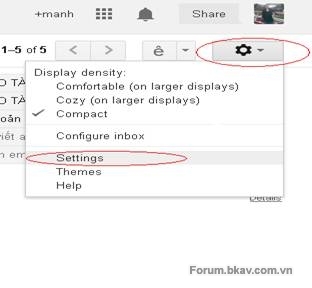 +manh
Share
1–5 of 5
ê
Display density:
Comfortable (on larger displays)
Cozy (on larger displays)
Compact
Configure inbox
Settings
Themes
Help
O TÀ
O TÀ
oản
viết a
n em
Details
Forum.bkav.com.vn